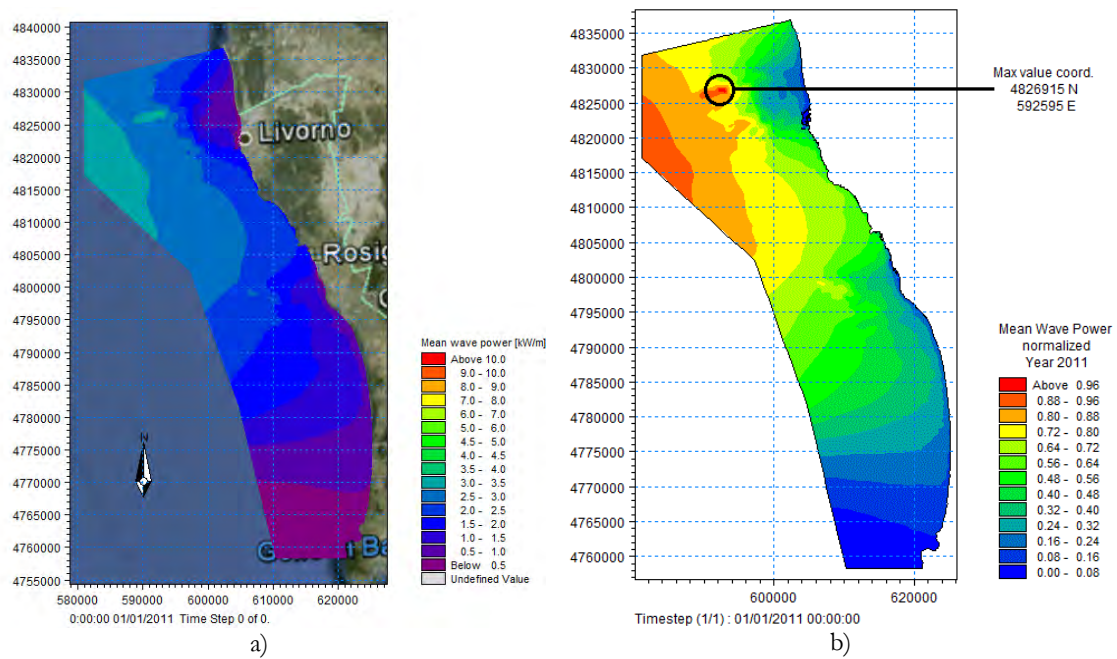 4840000
4835000
4830000
4825000
4820000
4815000
4810000
4805000
4800000
4795000
4790000
4785000
4780000
4775000
4770000
4765000
4760000
4755000
580000 590000 600000 610000 620000
0:00:00 01/01/2011 Time Step 0 of 0.
Livorno
Rosig
N
Mean wave power [kW/m]
Above 10.0
9.0 - 10.0
8.0 - 9.0
7.0 - 8.0
6.0 - 7.0
5.0 - 6.0
4.5 - 5.0
4.0 - 4.5
3.5 - 4.0
3.0 - 3.5
2.5 - 3.0
2.0 - 2.5
1.5 - 2.0
1.0 - 1.5
0.5 - 1.0
Below 0.5
Undefined Value
a)
4835000
4830000
4825000
4820000
4815000
4810000
4805000
4800000
4795000
4790000
4785000
4780000
4775000
4770000
4765000
4760000
600000 620000
Timestep (1/1) : 01/01/2011 00:00:00
Max value coord.
4826915 N
592595 E
Mean Wave Power
normalized
Year 2011
Above 0.96
0.88 - 0.96
0.80 - 0.88
0.72 - 0.80
0.64 - 0.72
0.56 - 0.64
0.48 - 0.56
0.40 - 0.48
0.32 - 0.40
0.24 - 0.32
0.16 - 0.24
0.08 - 0.16
0.00 - 0.08
b)